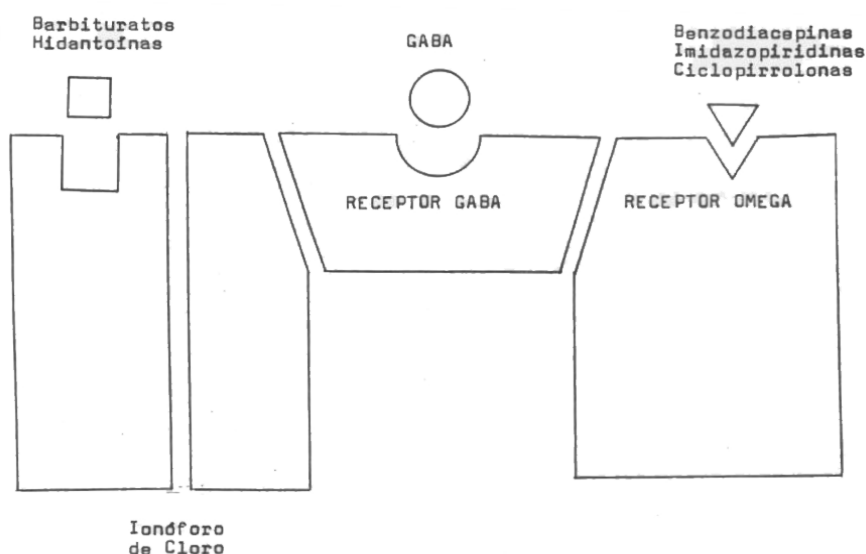 Barbituratos
Hidantoínas
GABA
Benzodiacepinas
Imidazopiridinas
Ciclopirrolonas
RECEPTOR GABA
RECEPTOR OMEGA
Ionóforo
de Cloro